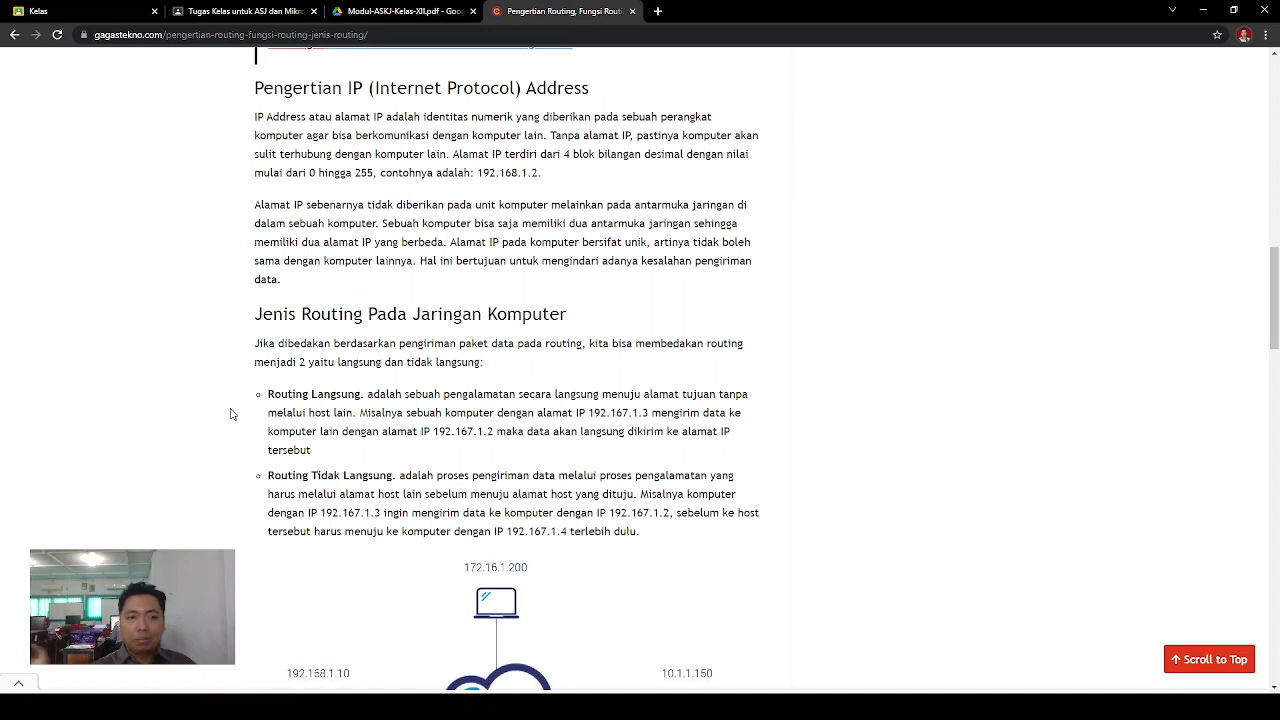 Kelas
Tugas Kelas untuk ASJ dan Mikro
Modul-ASKJ-Kelas-XII.pdf - Goog
Pengertian Routing, Fungsi Routi
gagastekno.com/pengertian-routing-fungsi-routing-jenis-routing/
Pengertian IP (Internet Protocol) Address
IP Address atau alamat IP adalah identitas numerik yang diberikan pada sebuah perangkat
komputer agar bisa berkomunikasi dengan komputer lain. Tanpa alamat IP, pastinya komputer akan
sulit terhubung dengan komputer lain. Alamat IP terdiri dari 4 blok bilangan desimal dengan nilai
mulai dari 0 hingga 255, contohnya adalah: 192.168.1.2.
Alamat IP sebenarnya tidak diberikan pada unit komputer melainkan pada antarmuka jaringan di
dalam sebuah komputer. Sebuah komputer bisa saja memiliki dua antarmuka jaringan sehingga
memiliki dua alamat IP yang berbeda. Alamat IP pada komputer bersifat unik, artinya tidak boleh
sama dengan komputer lainnya. Hal ini bertujuan untuk mengindari adanya kesalahan pengiriman
data.
Jenis Routing Pada Jaringan Komputer
Jika dibedakan berdasarkan pengiriman paket data pada routing, kita bisa membedakan routing
menjadi 2 yaitu langsung dan tidak langsung:
Routing Langsung. adalah sebuah pengalamatan secara langsung menuju alamat tujuan tanpa
melalui host lain. Misalnya sebuah komputer dengan alamat IP 192.167.1.3 mengirim data ke
komputer lain dengan alamat IP 192.167.1.2 maka data akan langsung dikirim ke alamat IP
tersebut
Routing Tidak Langsung. adalah proses pengiriman data melalui proses pengalamatan yang
harus melalui alamat host lain sebelum menuju alamat host yang dituju. Misalnya komputer
dengan IP 192.167.1.3 ingin mengirim data ke komputer dengan IP 192.167.1.2, sebelum ke host
tersebut harus menuju ke komputer dengan IP 192.167.1.4 terlebih dulu.
172.16.1.200
192.168.1.10
10.1.1.150
Scroll to Top